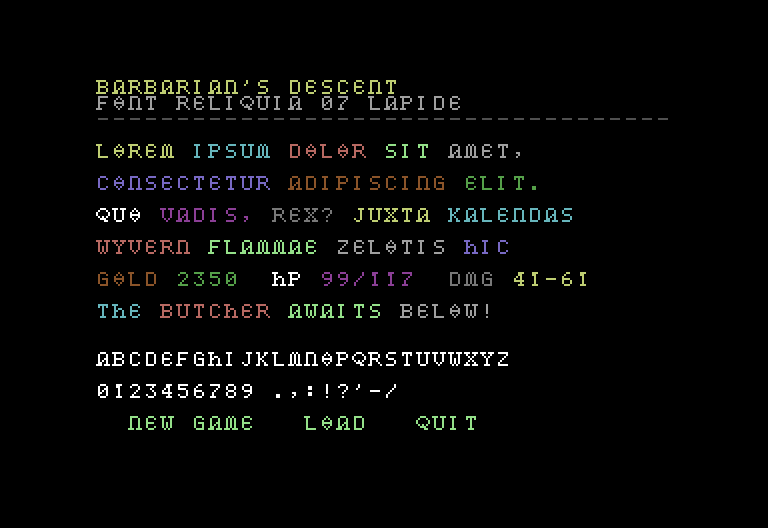 BARBARIAN'S DESCENT
FONT RELIQUIA 07 LAPIDE
------------------------------------
LOREM IPSUM DOLOR SIT AMET,
CONSECTETUR ADIPISCING ELIT.
QUO VADIS, REX? JUXTA KALENDAS
WYVERN FLAMMAE ZELOTIS hIC
GOLD 2350 hP 99/117 DMG 41-61
ThE BUTChER AWAITS BELOW!
ABCDEFGhIJKLMNOPQRSTUVWXYZ
0123456789 .,:!?'-/
NEW GAME LOAD QUIT